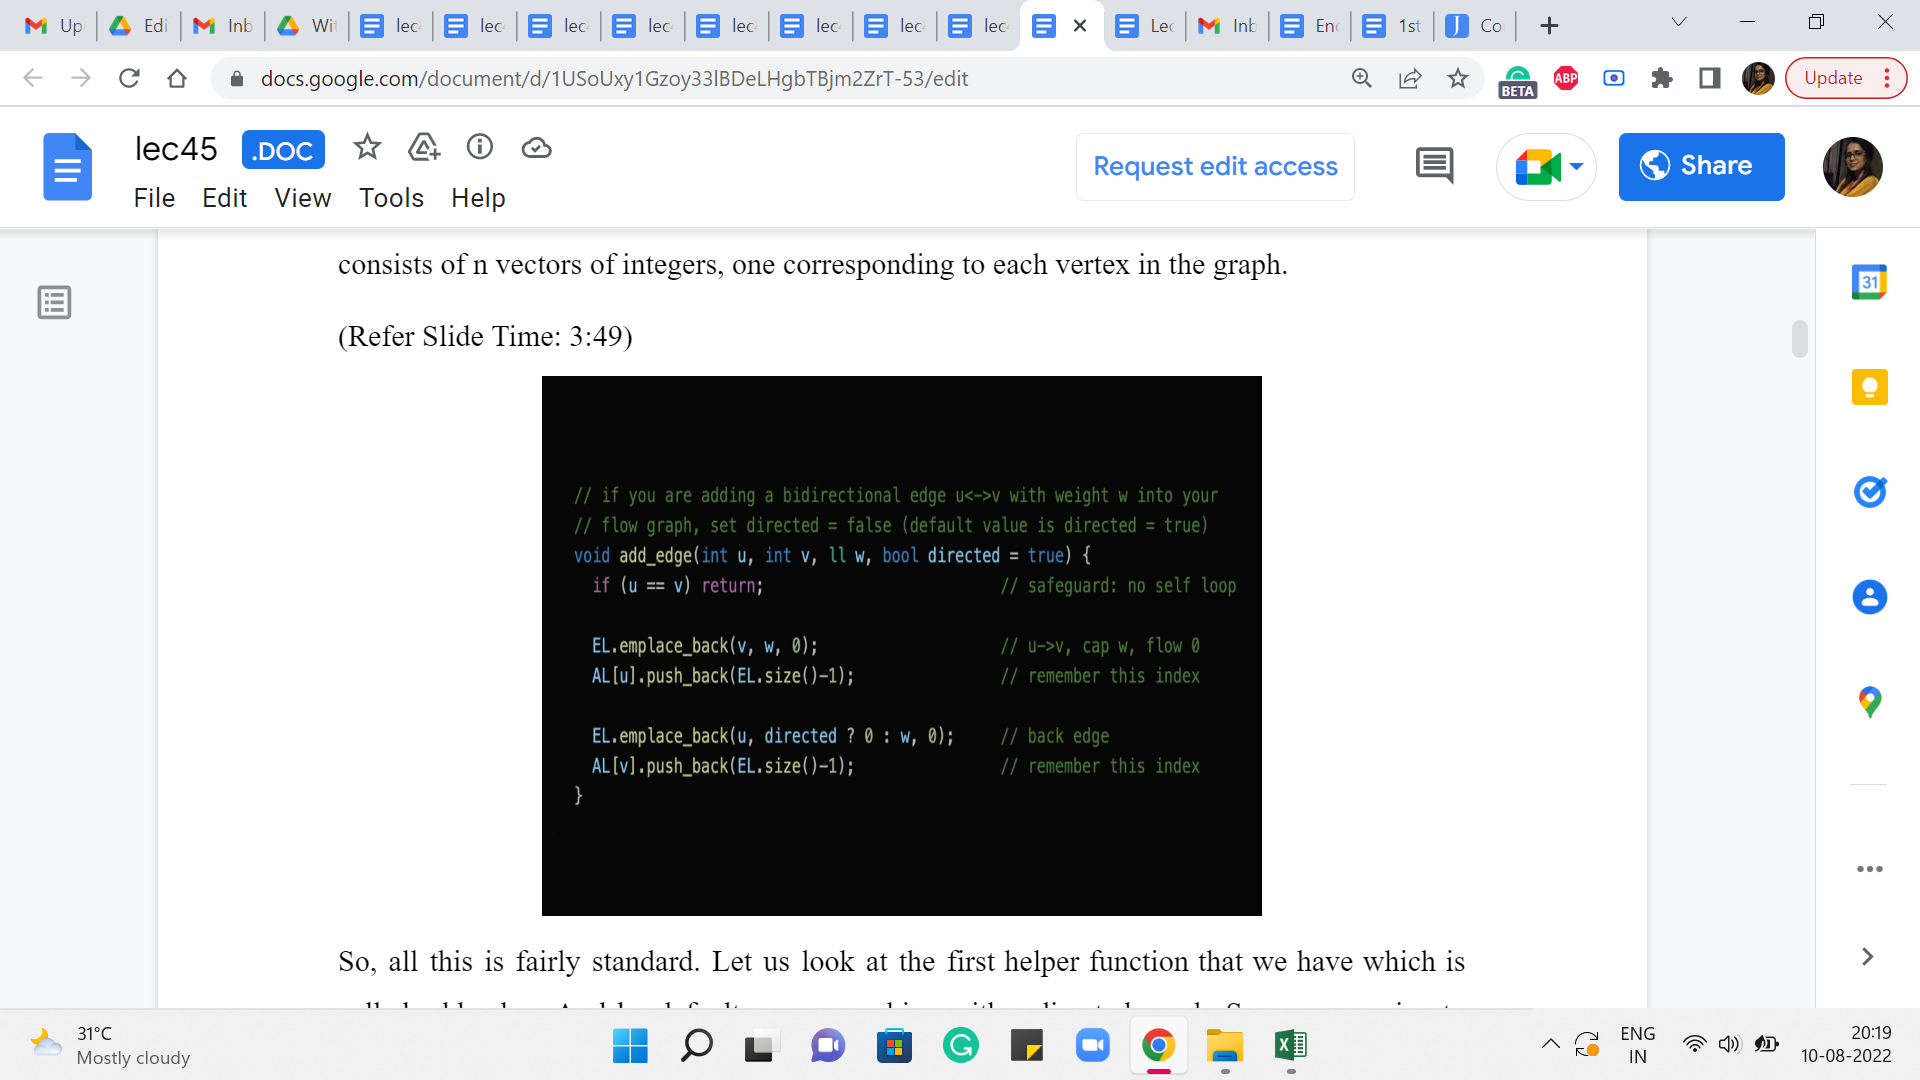 Up
Edi
Inb
Wi
lec
lec
lec
lec
lec
lec
lec
lec
Lec
Inb
En
1st
Co
docs.google.com/document/d/1USoUxy1Gzoy33lBDeLHgbTBjm2ZrT-53/edit
BETA
ABP
Update
lec45 .DOC
File Edit View Tools Help
Request edit access
Share
31
consists of n vectors of integers, one corresponding to each vertex in the graph.
(Refer Slide Time: 3:49)
// if you are adding a bidirectional edge u<->v with weight w into your
// flow graph, set directed = false (default value is directed = true)
void add_edge(int u, int v, ll w, bool directed = true) {
if (u == v) return; // safeguard: no self loop
EL.emplace_back(v, w, 0); // u->v, cap w, flow 0
AL[u].push_back(EL.size()-1); // remember this index
EL.emplace_back(u, directed ? 0 : w, 0); // back edge
AL[v].push_back(EL.size()-1); // remember this index
}
So, all this is fairly standard. Let us look at the first helper function that we have which is
31°C
Mostly cloudy
ENG
IN
20:19
10-08-2022